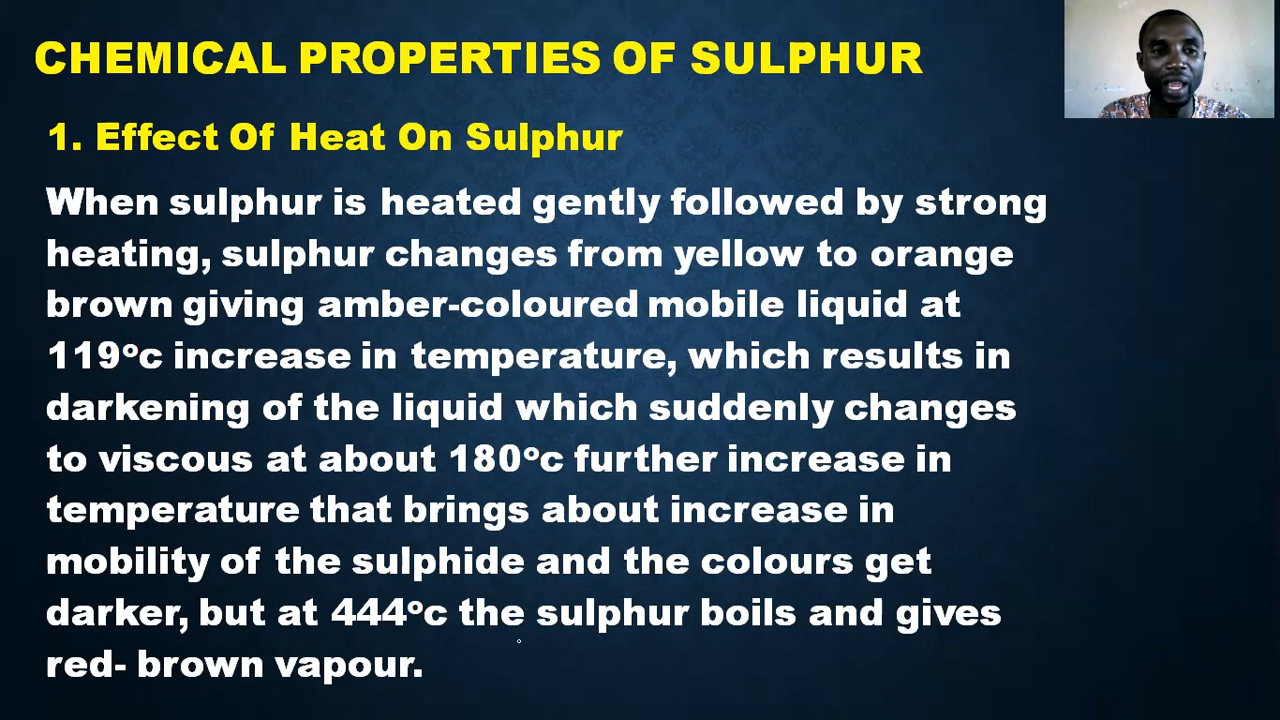 CHEMICAL PROPERTIES OF SULPHUR
1. Effect Of Heat On Sulphur
When sulphur is heated gently followed by strong
heating, sulphur changes from yellow to orange
brown giving amber-coloured mobile liquid at
119ºc increase in temperature, which results in
darkening of the liquid which suddenly changes
to viscous at about 180ºc further increase in
temperature that brings about increase in
mobility of the sulphide and the colours get
darker, but at 444ºc the sulphur boils and gives
red- brown vapour.